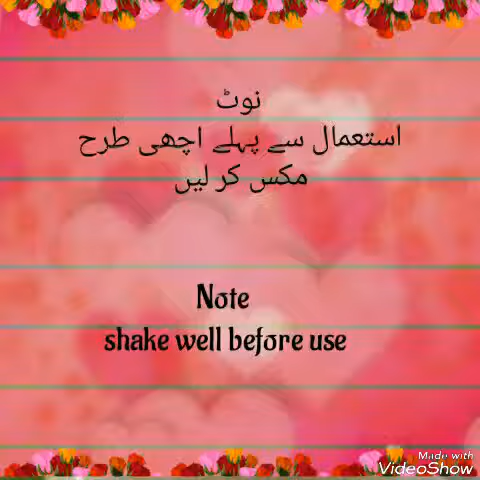 نوٹ
استعمال سے پہلے اچھی طرح
مکس کر لیں
Note
shake well before use
Made with
VideoShow